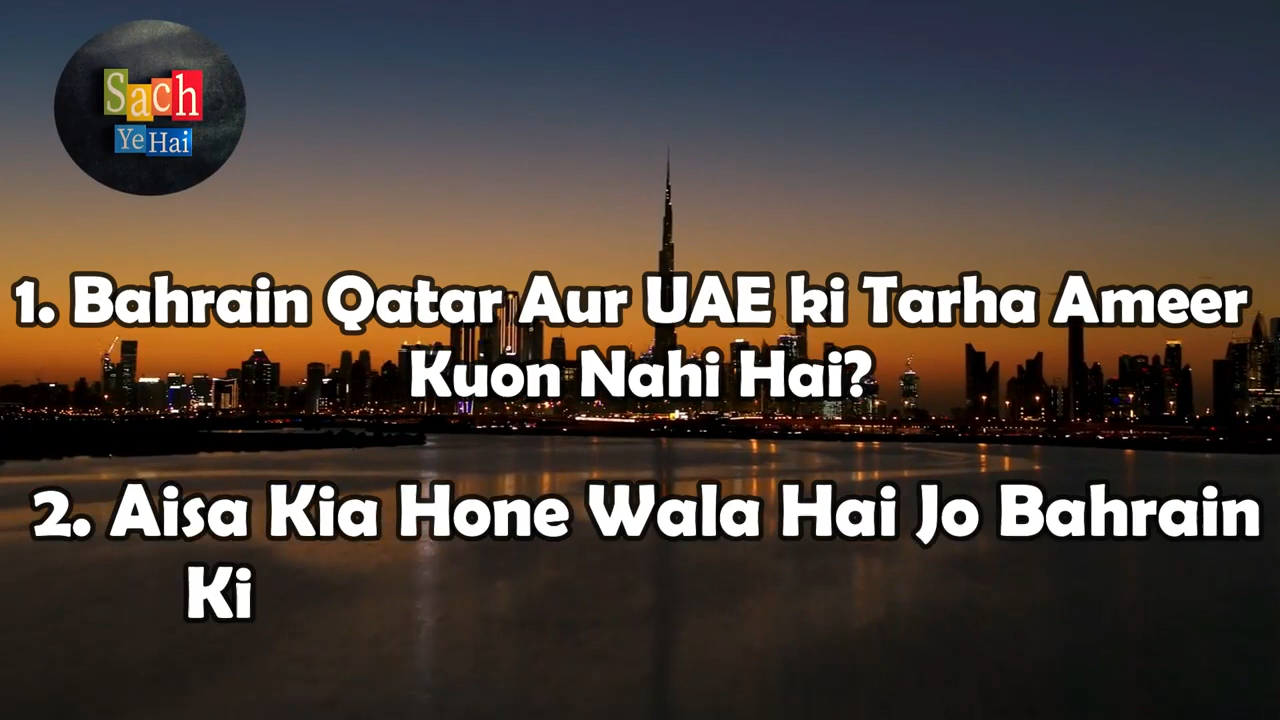 Sach
Ye Hai
1. Bahrain Qatar Aur UAE ki Tarha Ameer
Kuon Nahi Hai?
2. Aisa Kia Hone Wala Hai Jo Bahrain
Ki